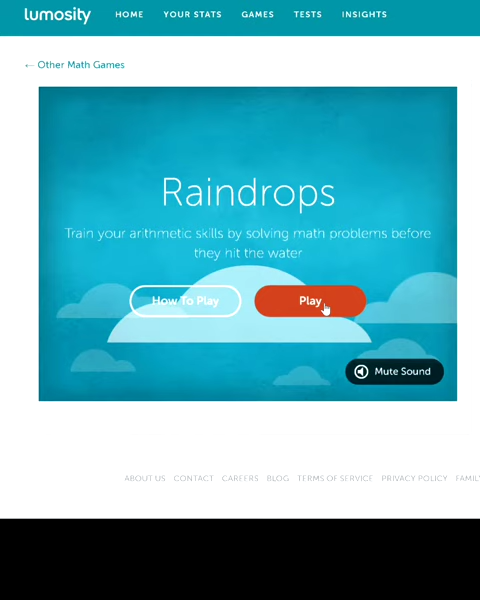 lumosity HOME YOUR STATS GAMES TESTS INSIGHTS
← Other Math Games
Raindrops
Train your arithmetic skills by solving math problems before
they hit the water
How To Play Play
Mute Sound
ABOUT US CONTACT CAREERS BLOG TERMS OF SERVICE PRIVACY POLICY FAMILY